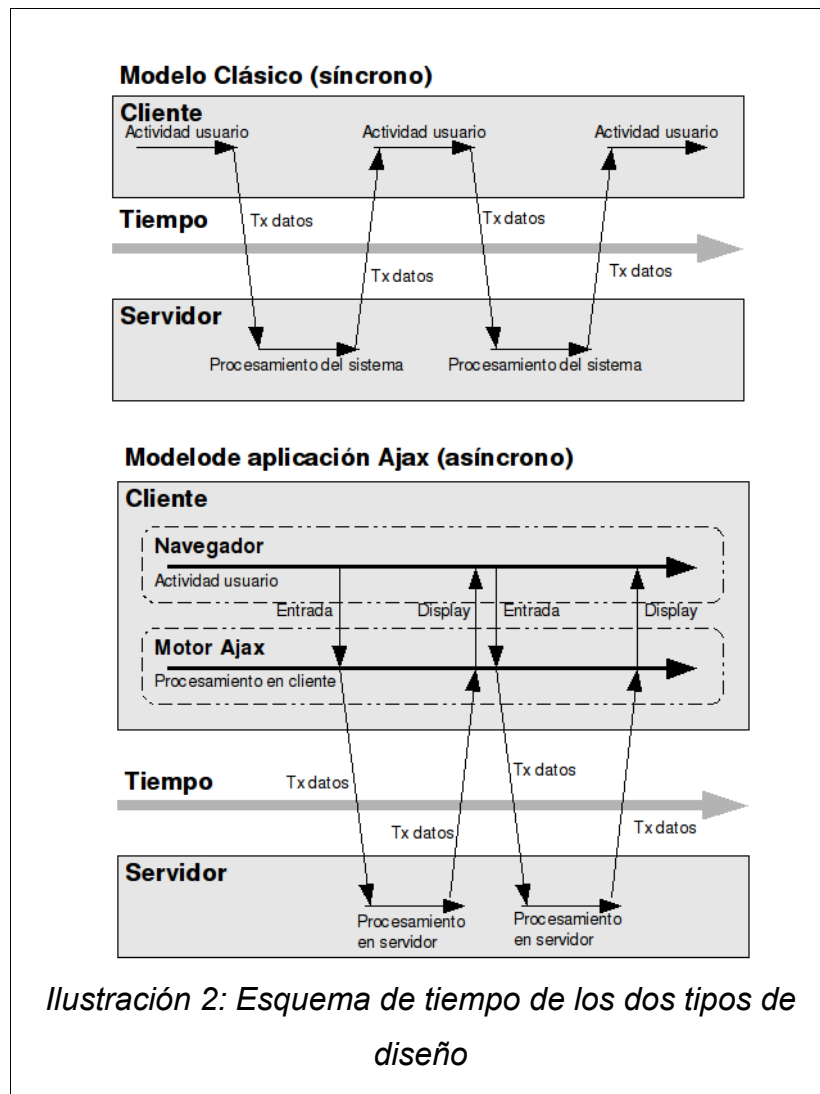 Modelo Clásico (síncrono)
Cliente
Actividad usuario
Actividad usuario
Actividad usuario
Tiempo
Tx datos
Tx datos
Tx datos
Tx datos
Servidor
Procesamiento del sistema
Procesamiento del sistema
Modelode aplicación Ajax (asíncrono)
Cliente
Navegador
Actividad usuario
Entrada
Display
Entrada
Display
Motor Ajax
Procesamiento en cliente
Tiempo
Tx datos
Tx datos
Tx datos
Tx datos
Servidor
Procesamiento
en servidor
Procesamiento
en servidor
Ilustración 2: Esquema de tiempo de los dos tipos de
diseño